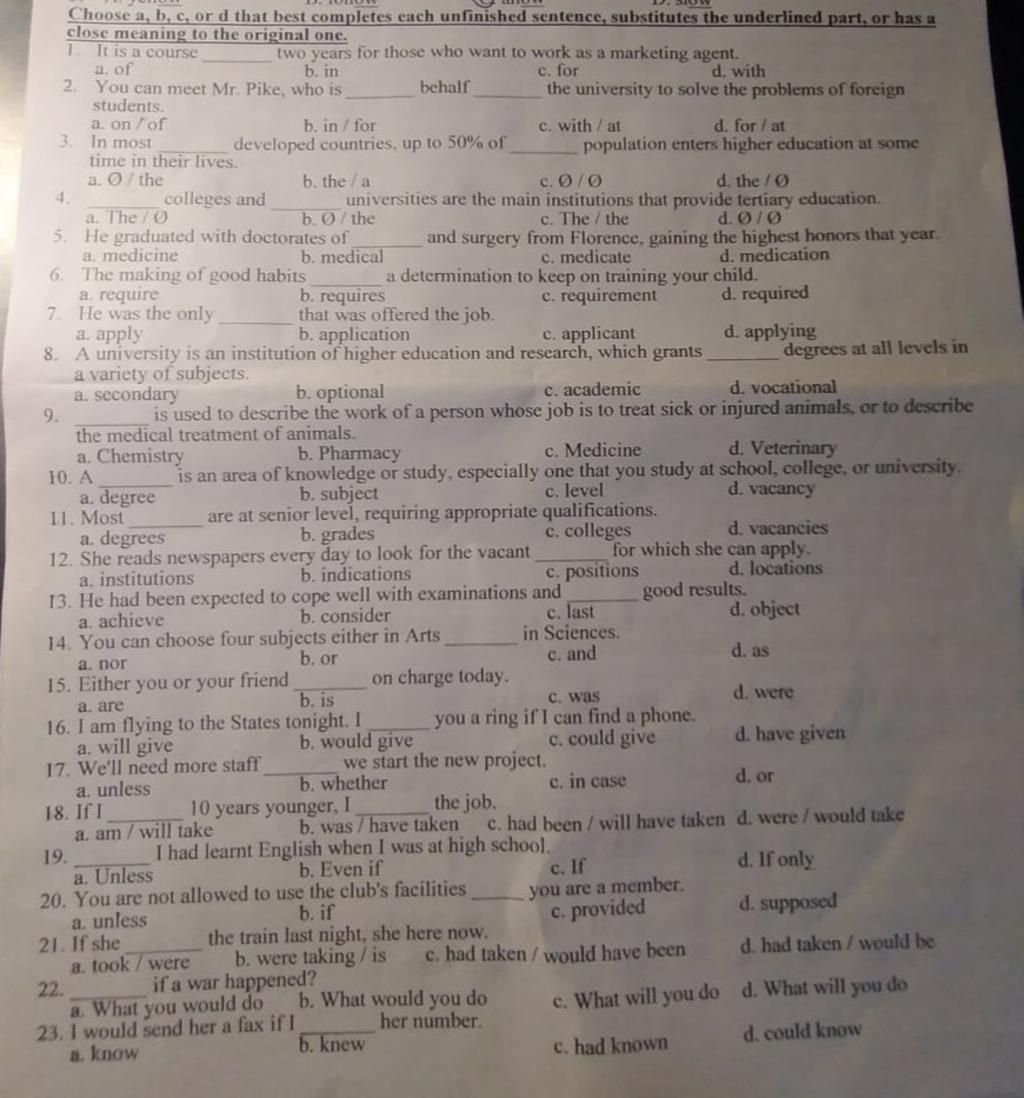 Choose a, b, c, or d that best completes each unfinished sentence, substitutes the underlined part, or has a
close meaning to the original one.
1. It is a course ________ two years for those who want to work as a marketing agent.
a. of b. in c. for d. with
2. You can meet Mr. Pike, who is ________ behalf ________ the university to solve the problems of foreign
students.
a. on / of b. in / for c. with / at d. for / at
3. In most ________ developed countries, up to 50% of ________ population enters higher education at some
time in their lives.
a. Ø / the b. the / a c. Ø / Ø d. the / Ø
4. ________ colleges and ________ universities are the main institutions that provide tertiary education.
a. The / Ø b. Ø / the c. The / the d. Ø / Ø
5. He graduated with doctorates of ________ and surgery from Florence, gaining the highest honors that year.
a. medicine b. medical c. medicate d. medication
6. The making of good habits ________ a determination to keep on training your child.
a. require b. requires c. requirement d. required
7. He was the only ________ that was offered the job.
a. apply b. application c. applicant d. applying
8. A university is an institution of higher education and research, which grants ________ degrees at all levels in
a variety of subjects.
a. secondary b. optional c. academic d. vocational
9. ________ is used to describe the work of a person whose job is to treat sick or injured animals, or to describe
the medical treatment of animals.
a. Chemistry b. Pharmacy c. Medicine d. Veterinary
10. A ________ is an area of knowledge or study, especially one that you study at school, college, or university.
a. degree b. subject c. level d. vacancy
11. Most ________ are at senior level, requiring appropriate qualifications.
a. degrees b. grades c. colleges d. vacancies
12. She reads newspapers every day to look for the vacant ________ for which she can apply.
a. institutions b. indications c. positions d. locations
13. He had been expected to cope well with examinations and ________ good results.
a. achieve b. consider c. last d. object
14. You can choose four subjects either in Arts ________ in Sciences.
a. nor b. or c. and d. as
15. Either you or your friend ________ on charge today.
a. are b. is c. was d. were
16. I am flying to the States tonight. I ________ you a ring if I can find a phone.
a. will give b. would give c. could give d. have given
17. We'll need more staff ________ we start the new project.
a. unless b. whether c. in case d. or
18. If I ________ 10 years younger, I ________ the job.
a. am / will take b. was / have taken c. had been / will have taken d. were / would take
19. ________ I had learnt English when I was at high school.
a. Unless b. Even if c. If d. If only
20. You are not allowed to use the club's facilities ______ you are a member.
a. unless b. if c. provided d. supposed
21. If she ________ the train last night, she here now.
a. took / were b. were taking / is c. had taken / would have been d. had taken / would be
22. ________ if a war happened?
a. What you would do b. What would you do c. What will you do d. What will you do
23. I would send her a fax if I ________ her number.
a. know b. knew c. had known d. could know